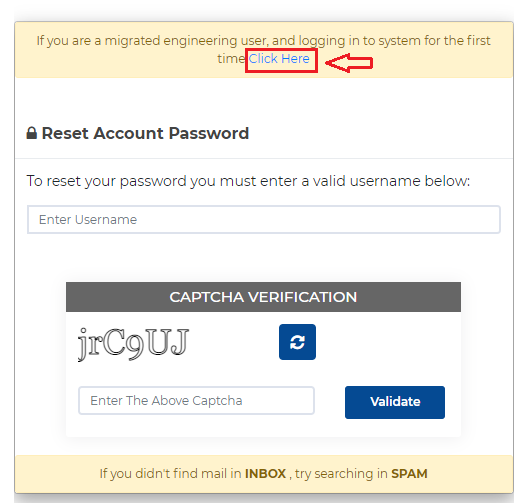 If you are a migrated engineering user, and logging in to system for the first
time Click Here
Reset Account Password
To reset your password you must enter a valid username below:
Enter Username
CAPTCHA VERIFICATION
jrC9UJ
Enter The Above Captcha
Validate
If you didn't find mail in INBOX , try searching in SPAM